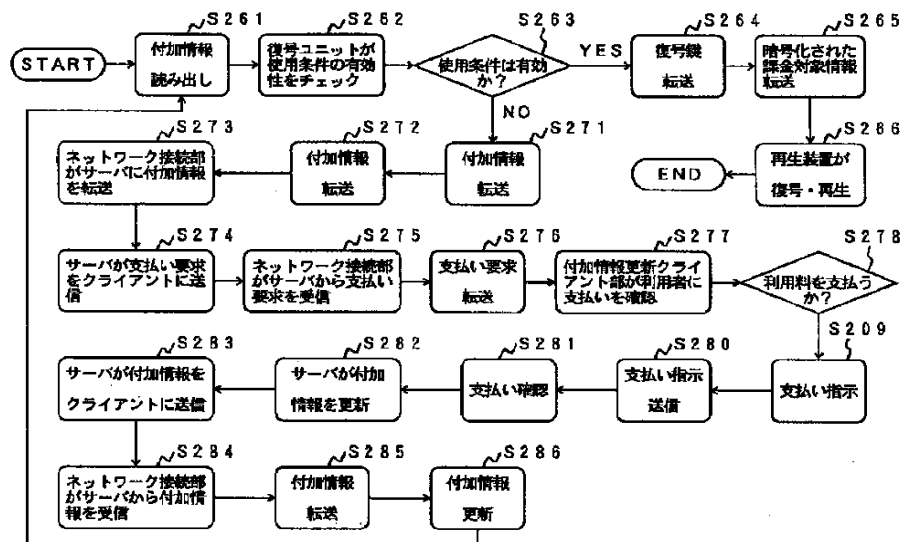 START
S261
付加情報
読み出し
S262
復号ユニットが
使用条件の有効
性をチェック
S263
使用条件は有効
か?
YES
NO
S264
復号鍵
転送
S265
暗号化された
課金対象情報
転送
S266
再生装置が
復号・再生
END
S271
付加情報
転送
S272
付加情報
転送
S273
ネットワーク接続部
がサーバに付加情報
を転送
S274
サーバが支払い要求
をクライアントに送
信
S275
ネットワーク接続部
がサーバから支払い
要求を受信
S276
支払い要求
転送
S277
付加情報更新クライ
アント部が利用者に
支払いを確認
S278
利用料を支払う
か?
S209
支払い指示
S280
支払い指示
送信
S281
支払い確認
S282
サーバが付加
情報を更新
S283
サーバが付加情報を
クライアントに送信
S284
ネットワーク接続部
がサーバから付加情
報を受信
S285
付加情報
転送
S286
付加情報
更新